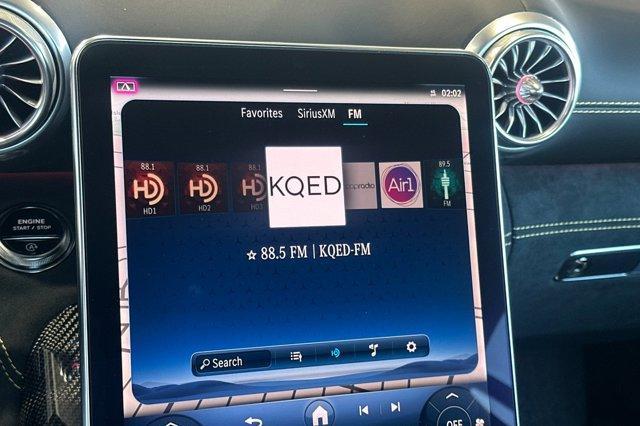 02:02
Favorites SiriusXM FM
88.1 88.1 88.1 89.5
HD HD HD KQED capradio Air1
HD1 HD2 HD3 FM
☆ 88.5 FM | KQED-FM
Search
ENGINE
START / STOP
OFF